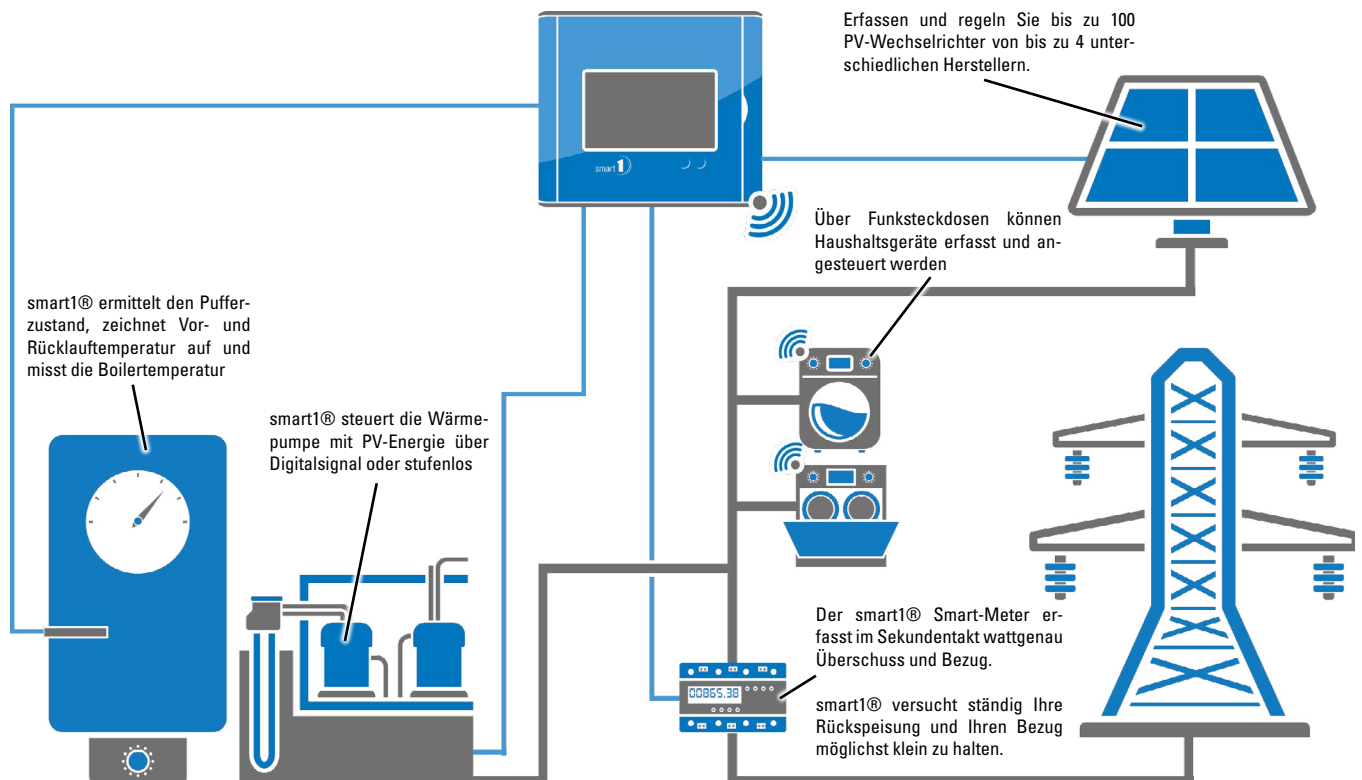 Erfassen und regeln Sie bis zu 100
PV-Wechselrichter von bis zu 4 unter-
schiedlichen Herstellern.
smart1
Über Funksteckdosen können
Haushaltsgeräte erfasst und an-
gesteuert werden
smart1® ermittelt den Puffer-
zustand, zeichnet Vor- und
Rücklauftemperatur auf und
misst die Boilertemperatur
smart1® steuert die Wärme-
pumpe mit PV-Energie über
Digitalsignal oder stufenlos
Der smart1® Smart-Meter er-
fasst im Sekundentakt wattgenau
Überschuss und Bezug.
00865.38
smart1® versucht ständig Ihre
Rückspeisung und Ihren Bezug
möglichst klein zu halten.